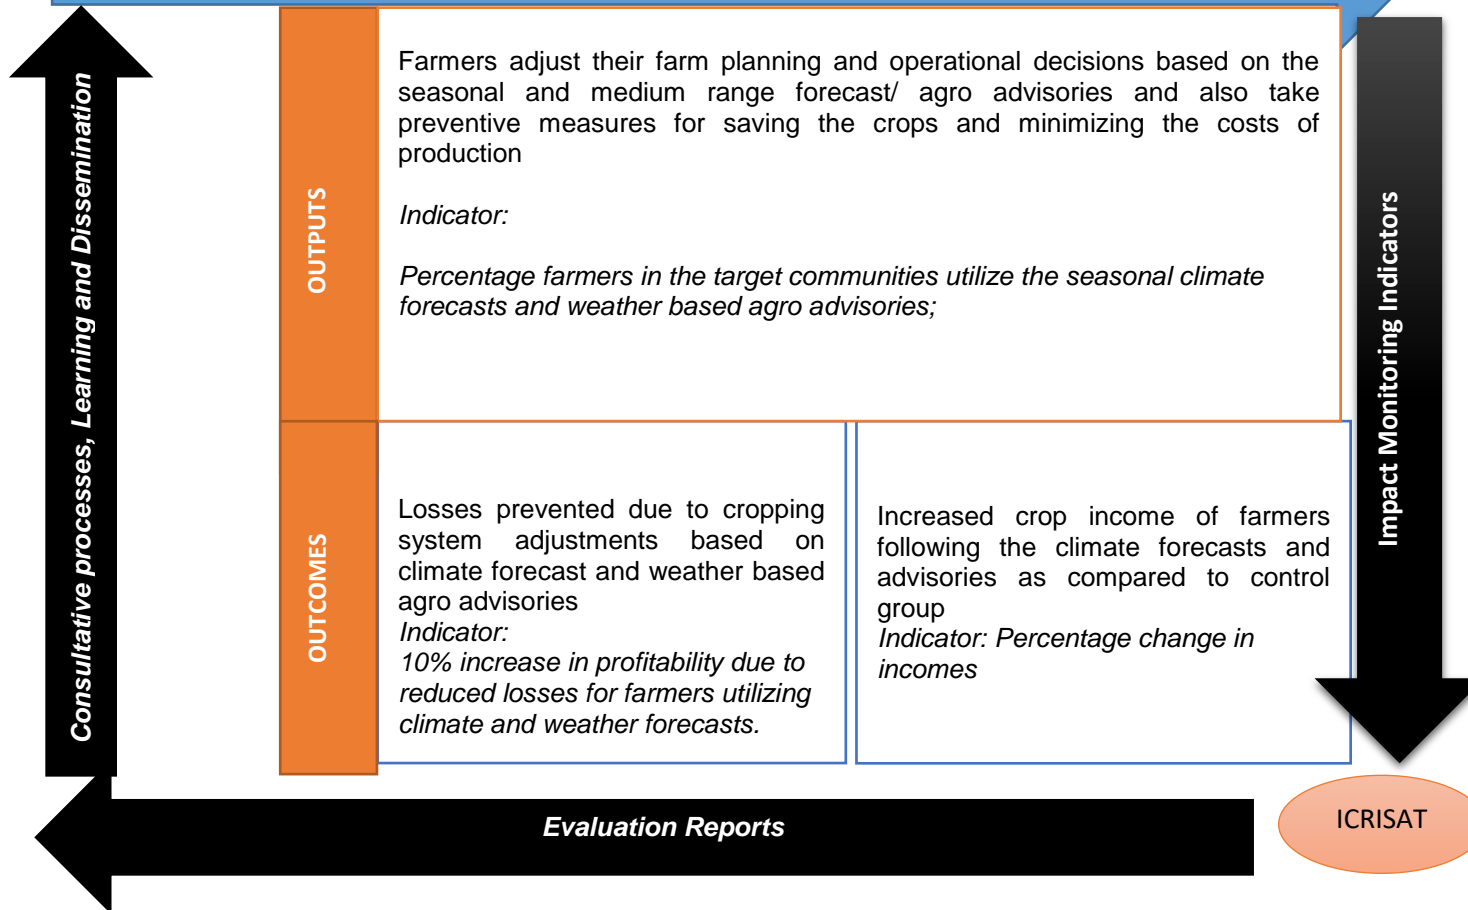 Consultative processes, Learning and Dissemination
OUTPUTS
Farmers adjust their farm planning and operational decisions based on the
seasonal and medium range forecast/ agro advisories and also take
preventive measures for saving the crops and minimizing the costs of
production
Indicator:
Percentage farmers in the target communities utilize the seasonal climate
forecasts and weather based agro advisories;
Impact Monitoring Indicators
OUTCOMES
Losses prevented due to cropping
system adjustments based on
climate forecast and weather based
agro advisories
Indicator:
10% increase in profitability due to
reduced losses for farmers utilizing
climate and weather forecasts.
Increased crop income of farmers
following the climate forecasts and
advisories as compared to control
group
Indicator: Percentage change in
incomes
Evaluation Reports
ICRISAT